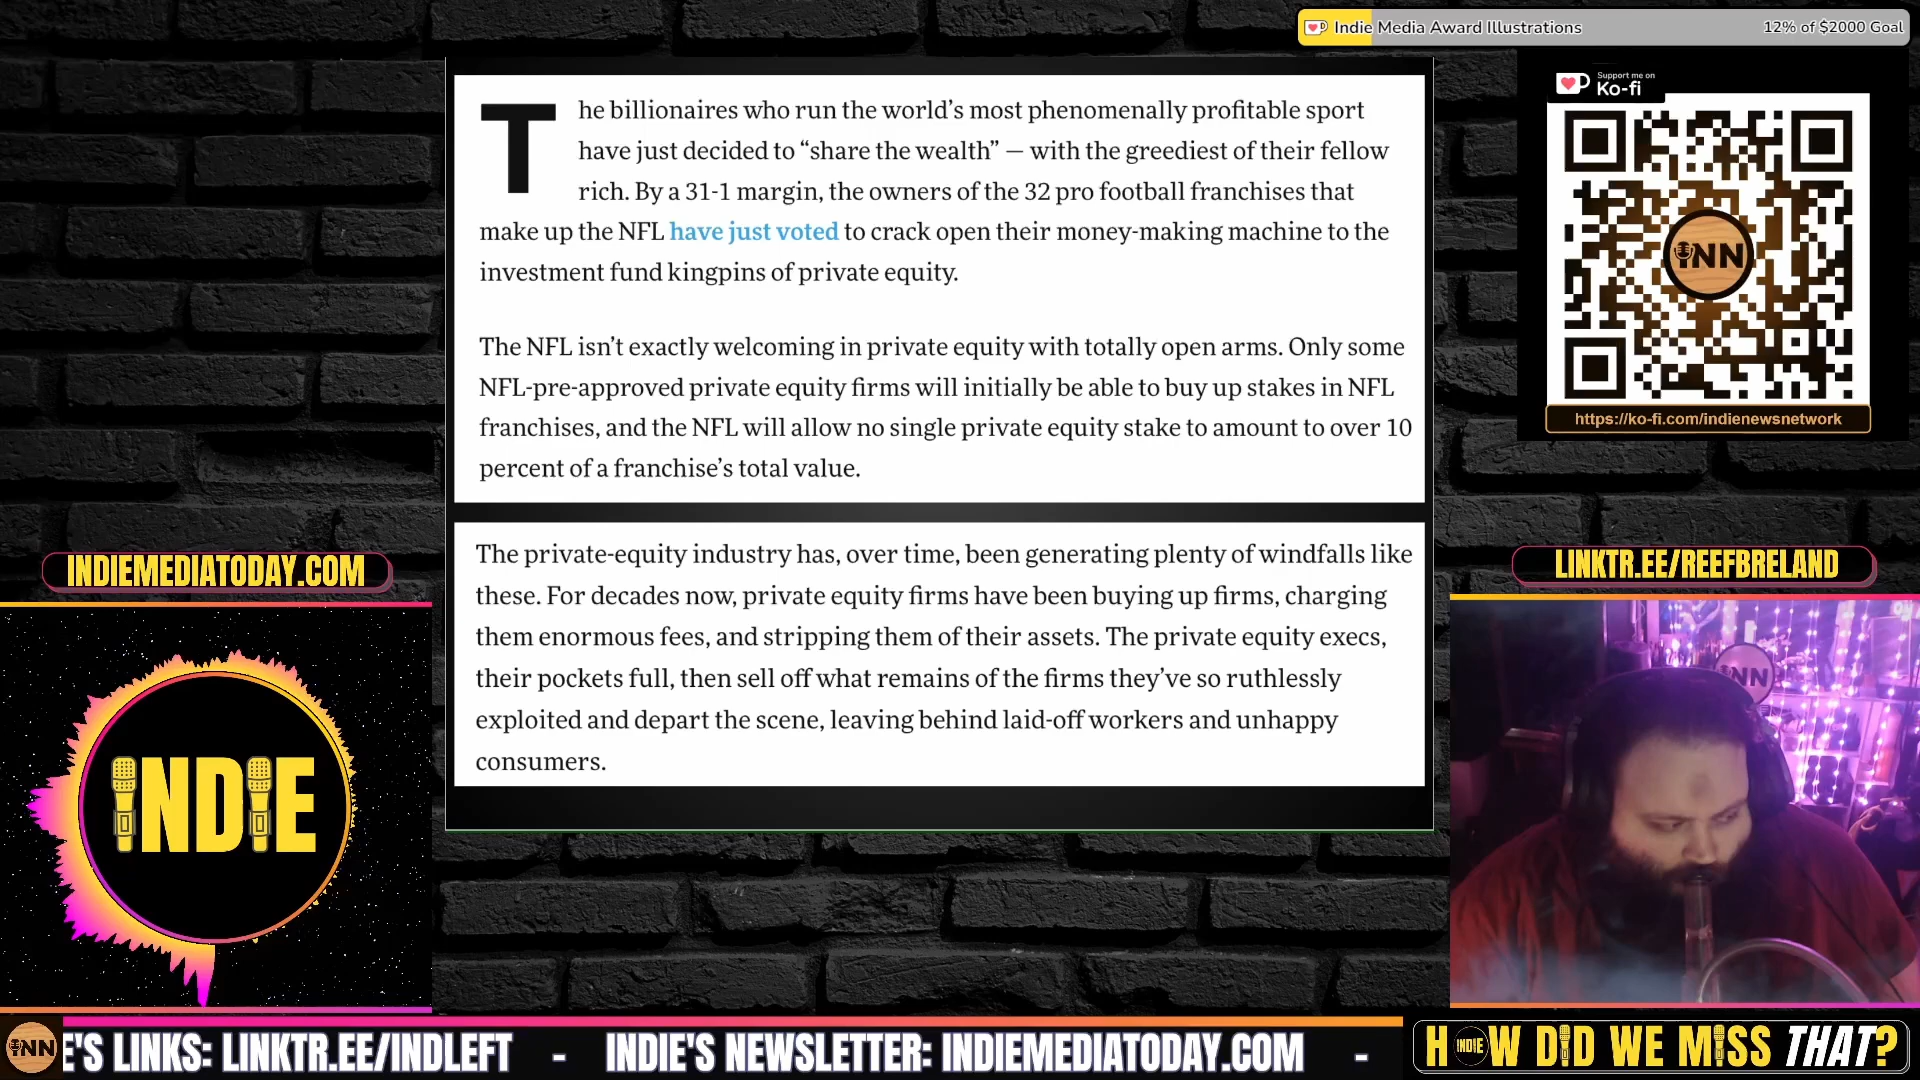 Indie Media Award Illustrations
12% of $2000 Goal
Support me on
Ko-fi
iNN
https://ko-fi.com/indienewsnetwork
The billionaires who run the world’s most phenomenally profitable sport
have just decided to “share the wealth” — with the greediest of their fellow
rich. By a 31-1 margin, the owners of the 32 pro football franchises that
make up the NFL have just voted to crack open their money-making machine to the
investment fund kingpins of private equity.
The NFL isn’t exactly welcoming in private equity with totally open arms. Only some
NFL-pre-approved private equity firms will initially be able to buy up stakes in NFL
franchises, and the NFL will allow no single private equity stake to amount to over 10
percent of a franchise’s total value.
The private-equity industry has, over time, been generating plenty of windfalls like
these. For decades now, private equity firms have been buying up firms, charging
them enormous fees, and stripping them of their assets. The private equity execs,
their pockets full, then sell off what remains of the firms they’ve so ruthlessly
exploited and depart the scene, leaving behind laid-off workers and unhappy
consumers.
INDIEMEDIATODAY.COM
LINKTR.EE/REEFBRELAND
INDIE
iNN
E'S LINKS: LINKTR.EE/INDLEFT - INDIE'S NEWSLETTER: INDIEMEDIATODAY.COM -
HOW DID WE MISS THAT?